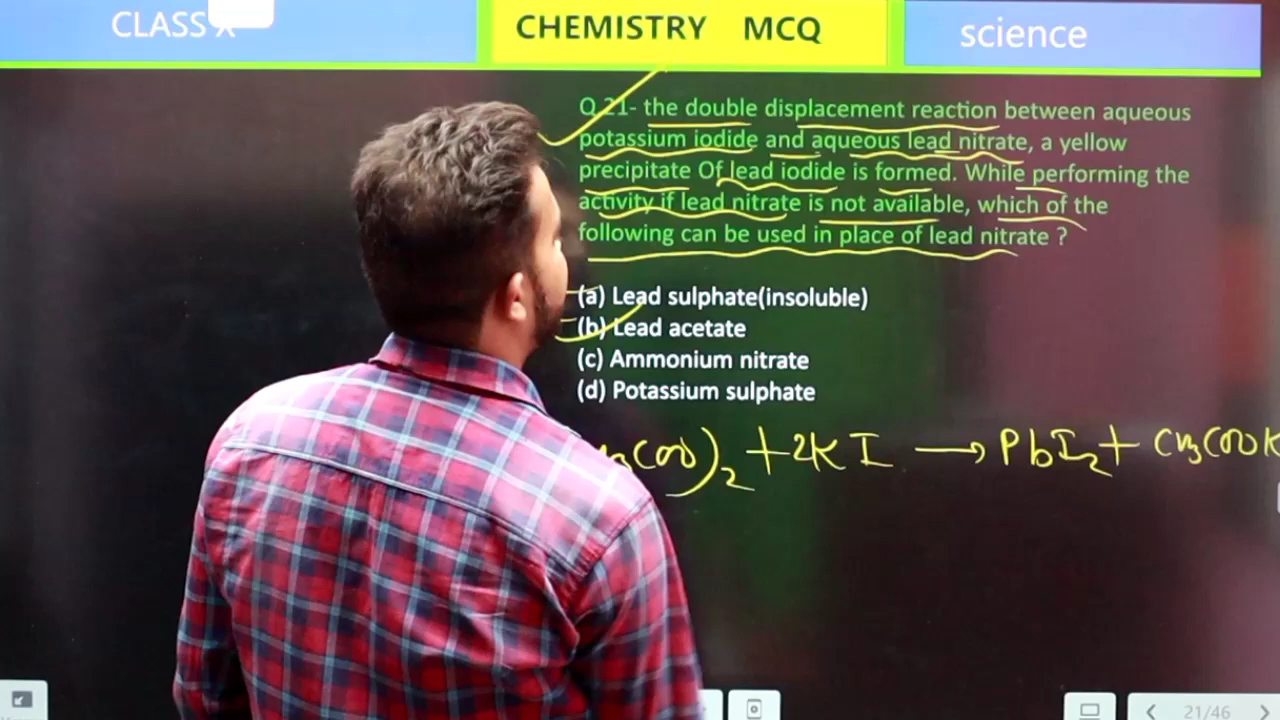 CLASS X
CHEMISTRY MCQ
science
Q 21- the double displacement reaction between aqueous
potassium iodide and aqueous lead nitrate, a yellow
precipitate Of lead iodide is formed. While performing the
activity if lead nitrate is not available, which of the
following can be used in place of lead nitrate ?
(a) Lead sulphate(insoluble)
(b) Lead acetate
(c) Ammonium nitrate
(d) Potassium sulphate
3COO)2 + 2KI → PbI2 + CH3COOK
21/46